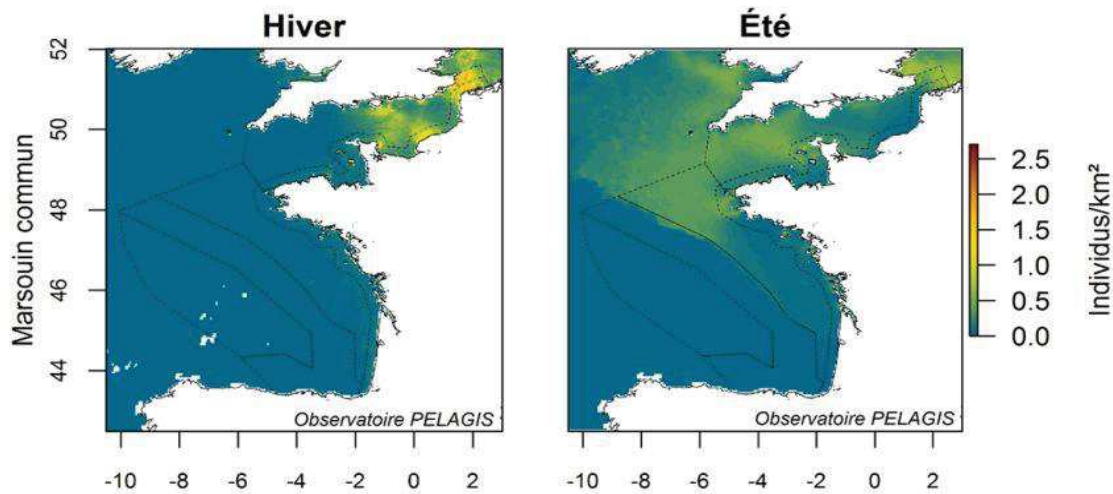 Hiver
Été
52
50
48
46
44
Marsouin commun
Observatoire PELAGIS
Observatoire PELAGIS
2.5
2.0
1.5
1.0
0.5
0.0
Individus/km²
-10 -8 -6 -4 -2 0 2
-10 -8 -6 -4 -2 0 2